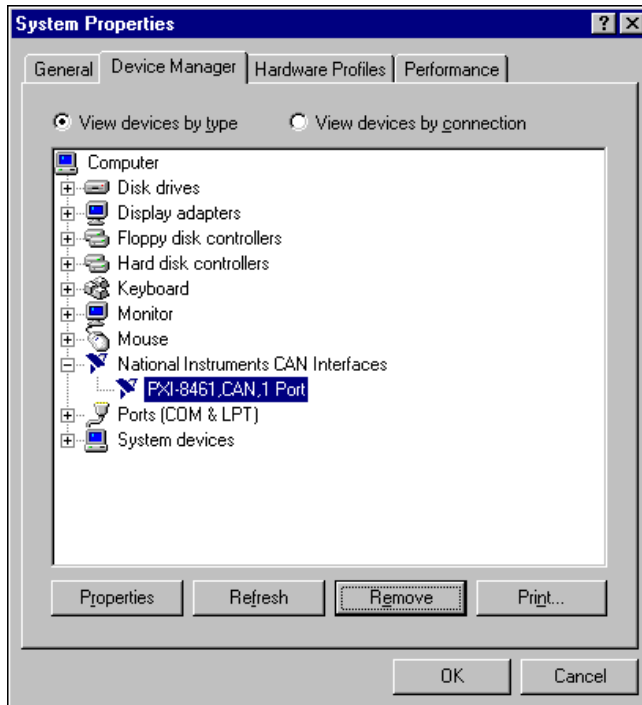 System Properties
General Device Manager Hardware Profiles Performance
View devices by type View devices by connection
Computer
Disk drives
Display adapters
Floppy disk controllers
Hard disk controllers
Keyboard
Monitor
Mouse
National Instruments CAN Interfaces
PXI-8461,CAN,1 Port
Ports (COM & LPT)
System devices
Properties Refresh Remove Print...
OK Cancel